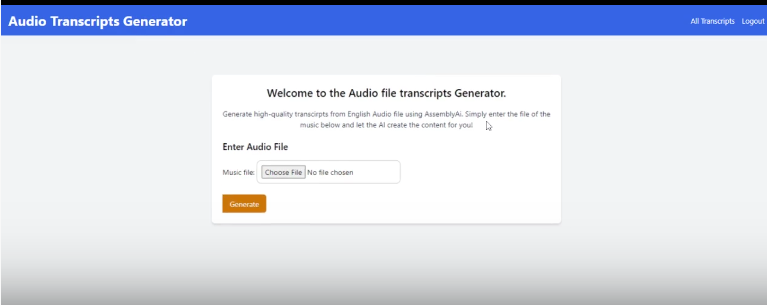 Audio Transcripts Generator
All Transcripts Logout
Welcome to the Audio file transcripts Generator.
Generate high-quality transcirpts from English Audio file using AssemblyAi. Simply enter the file of the
music below and let the AI create the content for you!
Enter Audio File
Music file: Choose File No file chosen
Generate